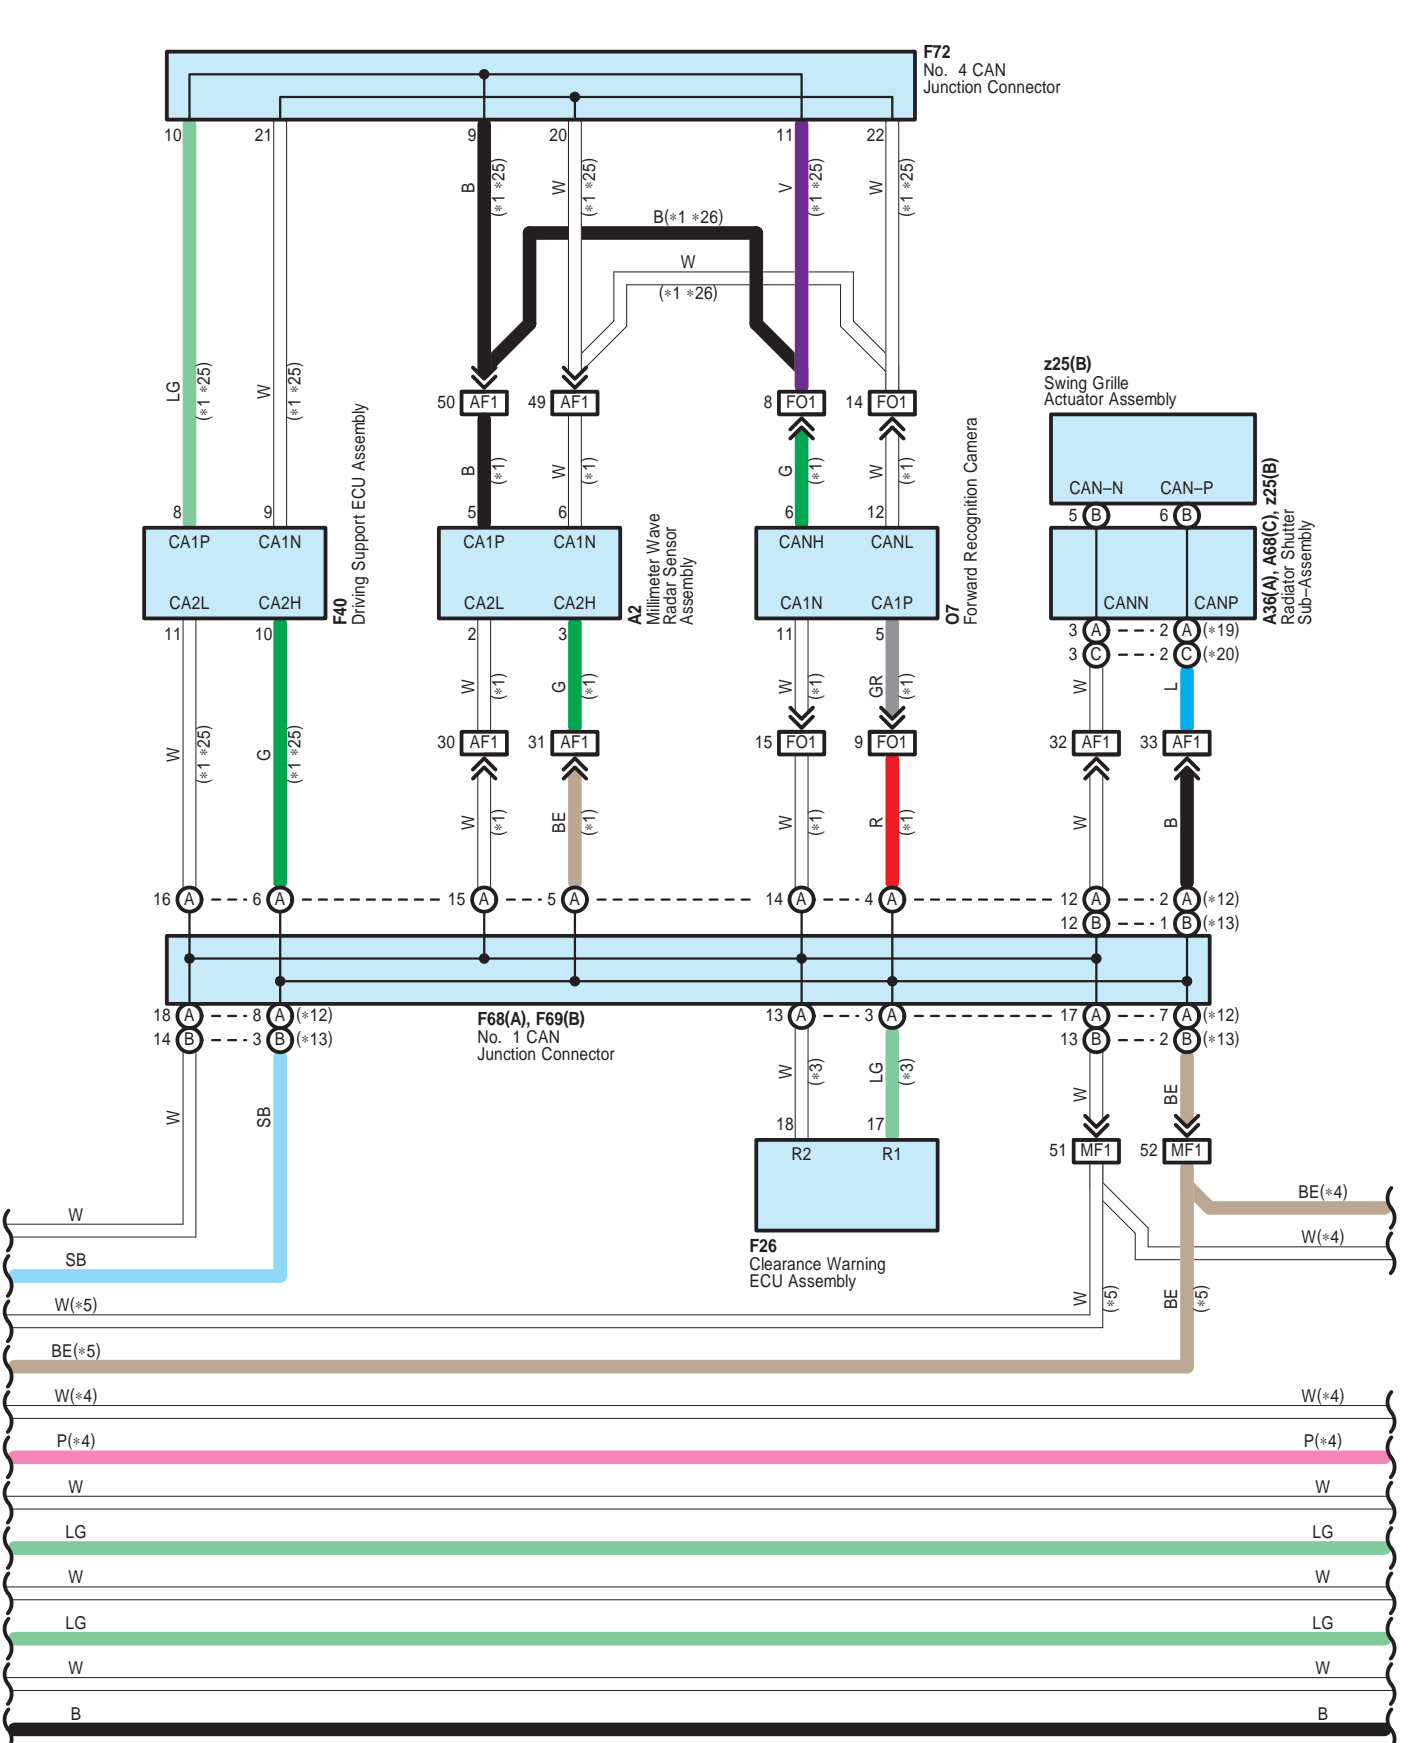 F72
No. 4 CAN
Junction Connector
10
21
9
20
11
22
B
(*1 *25)
W
(*1 *25)
V
(*1 *25)
W
(*1 *25)
B(*1 *26)
W
(*1 *26)
LG
(*1 *25)
W
(*1 *25)
50
AF1
49
AF1
8
FO1
14
FO1
z25(B)
Swing Grille
Actuator Assembly
B
(*1)
W
(*1)
G
(*1)
W
(*1)
CAN–N
CAN–P
5
B
6
B
8
9
5
6
6
12
CA1P
CA1N
CA2L
CA2H
F40
Driving Support ECU Assembly
CA1P
CA1N
CA2L
CA2H
A2
Millimeter Wave
Radar Sensor
Assembly
CANH
CANL
CA1N
CA1P
O7
Forward Recognition Camera
CANN
CANP
A36(A), A68(C), z25(B)
Radiator Shutter
Sub–Assembly
11
10
2
3
11
5
3
A
2
A
(*19)
3
C
2
C
(*20)
W
(*1)
G
(*1)
W
(*1)
GR
(*1)
W
L
W
(*1 *25)
G
(*1 *25)
30
AF1
31
AF1
15
FO1
9
FO1
32
AF1
33
AF1
W
(*1)
BE
(*1)
W
(*1)
R
(*1)
W
B
16
A
6
A
15
A
5
A
14
A
4
A
12
A
2
A
(*12)
12
B
1
B
(*13)
18
A
8
A
(*12)
14
B
3
B
(*13)
F68(A), F69(B)
No. 1 CAN
Junction Connector
13
A
3
A
17
A
7
A
(*12)
13
B
2
B
(*13)
W
SB
W
(*3)
LG
(*3)
W
BE
18
17
R2
R1
F26
Clearance Warning
ECU Assembly
51
MF1
52
MF1
BE(*4)
W(*4)
W
(*5)
BE
(*5)
W
SB
W(*5)
BE(*5)
W(*4)
W(*4)
P(*4)
P(*4)
W
W
LG
LG
W
W
LG
LG
W
W
B
B